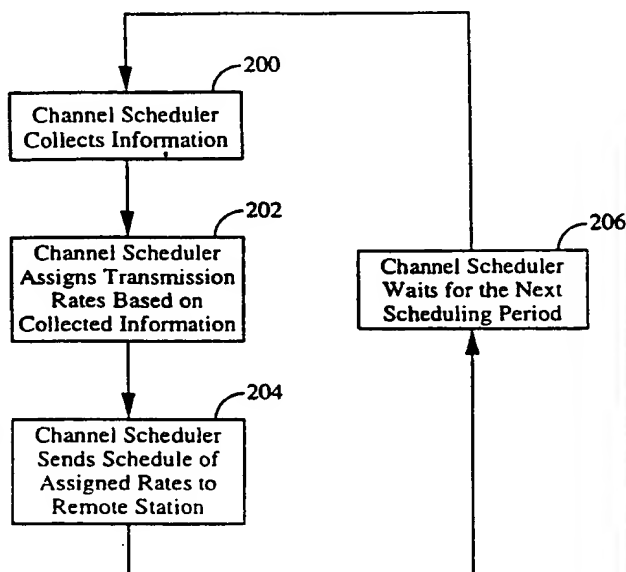 200
Channel Scheduler
Collects Information
202
Channel Scheduler
Assigns Transmission
Rates Based on
Collected Information
206
Channel Scheduler
Waits for the Next
Scheduling Period
204
Channel Scheduler
Sends Schedule of
Assigned Rates to
Remote Station